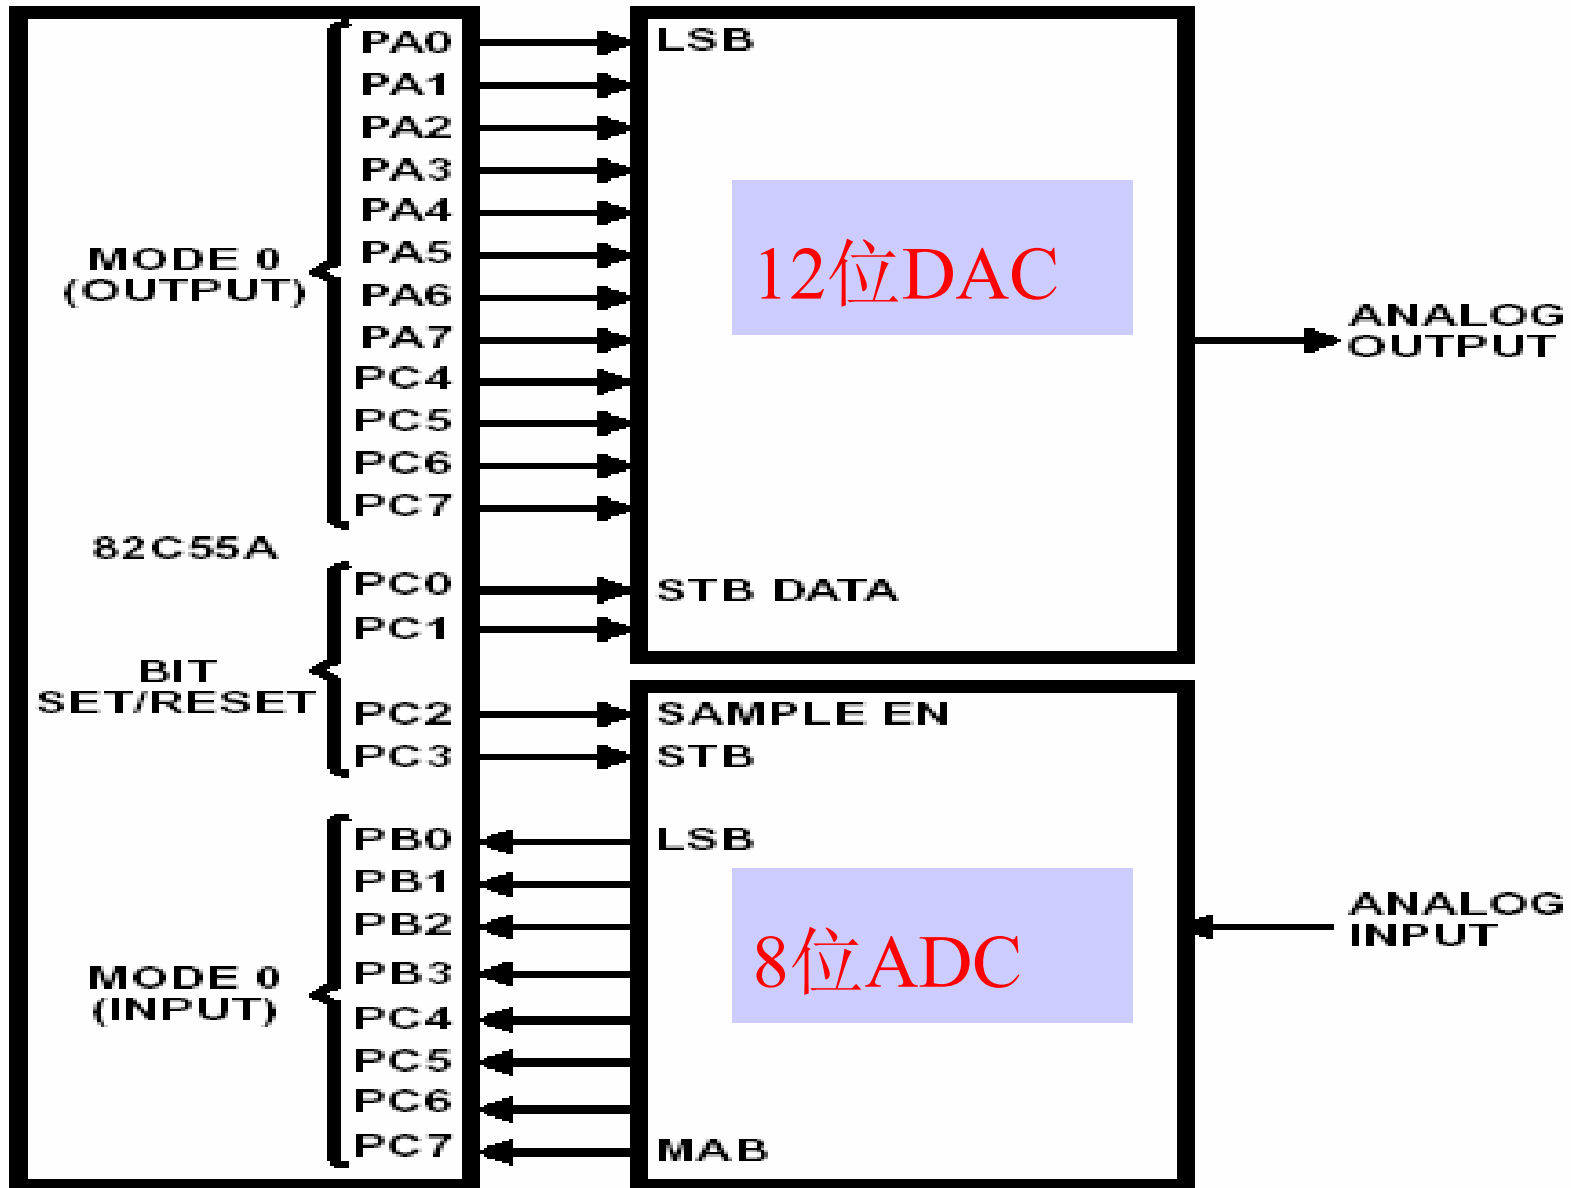 PA0
PA1
PA2
PA3
PA4
PA5
PA6
PA7
PC4
PC5
PC6
PC7
MODE 0
(OUTPUT)
82C55A
PC0
PC1
PC2
PC3
BIT
SET/RESET
PB0
PB1
PB2
PB3
PC4
PC5
PC6
PC7
MODE 0
(INPUT)
LSB
12位DAC
STB DATA
ANALOG
OUTPUT
SAMPLE EN
STB
LSB
8位ADC
MAB
ANALOG
INPUT